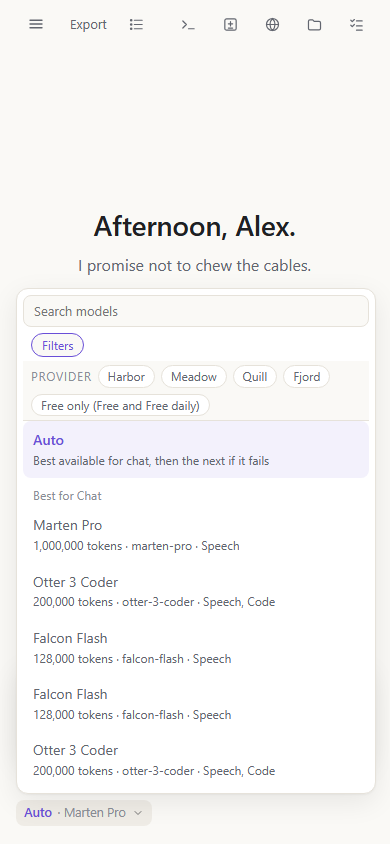 Export
Afternoon, Alex.
I promise not to chew the cables.
Search models
Filters
PROVIDER Harbor Meadow Quill Fjord
Free only (Free and Free daily)
Auto
Best available for chat, then the next if it fails
Best for Chat
Marten Pro
1,000,000 tokens · marten-pro · Speech
Otter 3 Coder
200,000 tokens · otter-3-coder · Speech, Code
Falcon Flash
128,000 tokens · falcon-flash · Speech
Falcon Flash
128,000 tokens · falcon-flash · Speech
Otter 3 Coder
200,000 tokens · otter-3-coder · Speech, Code
Auto · Marten Pro